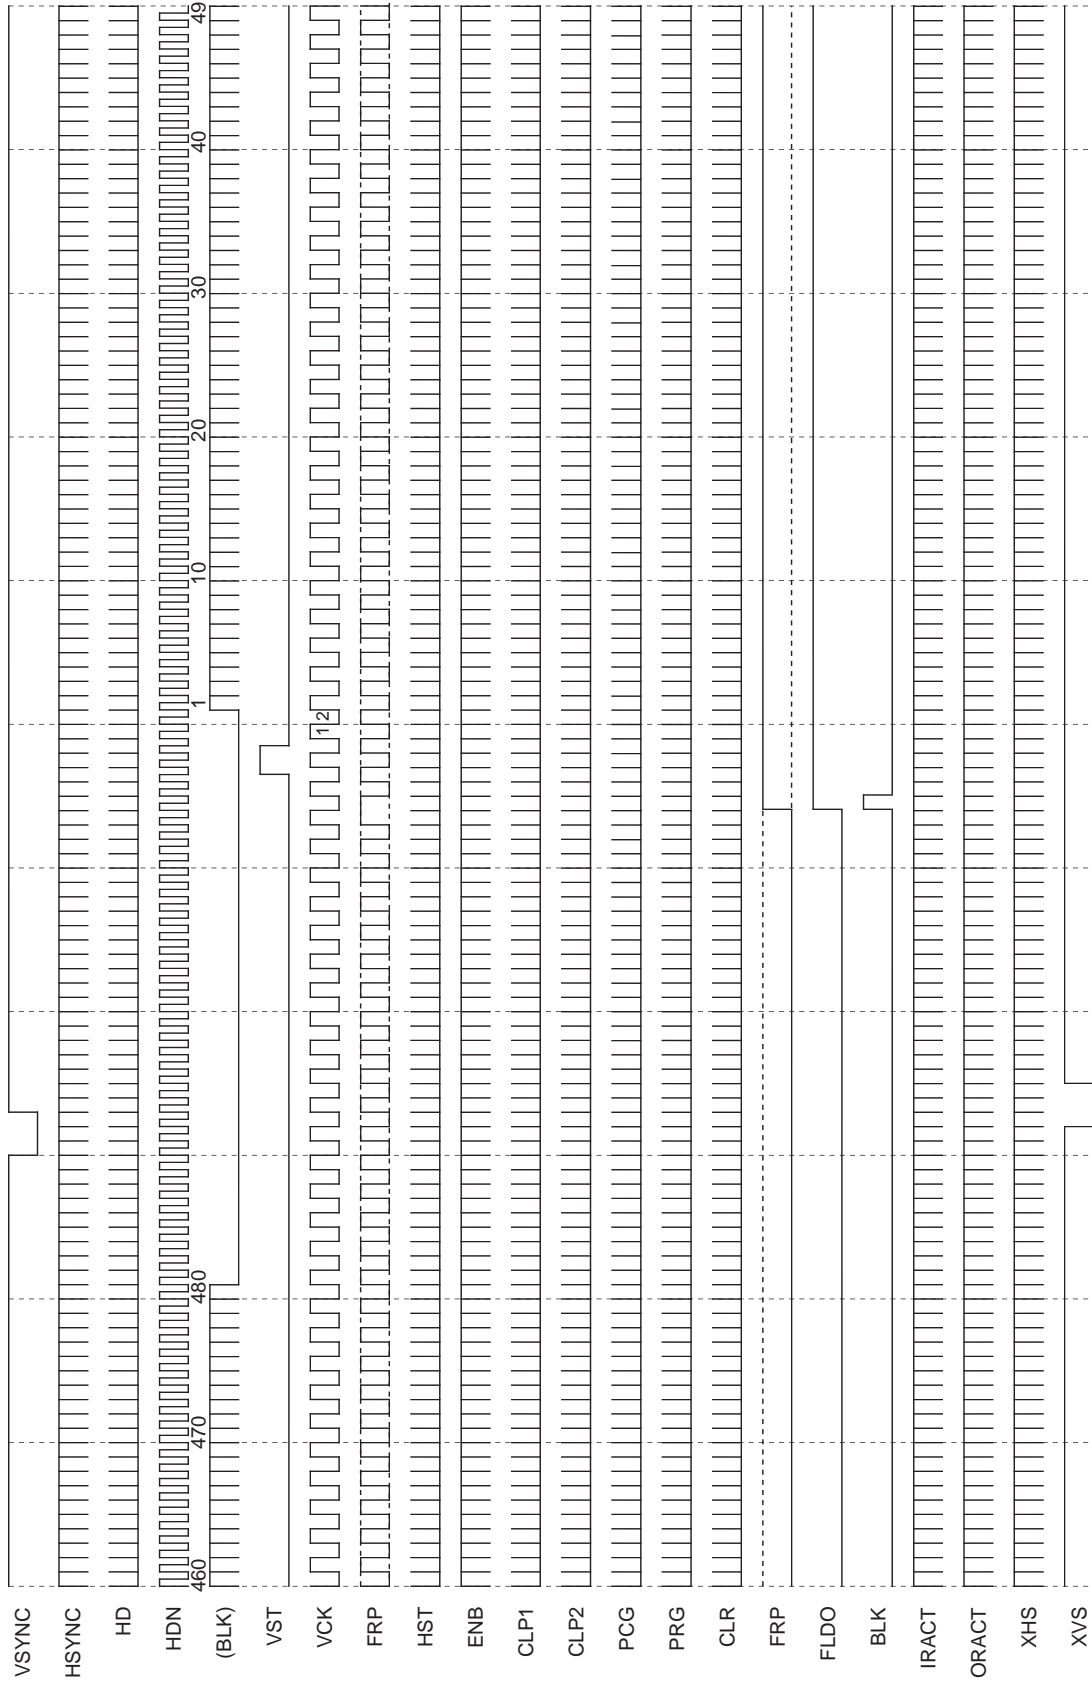 VSYNC
HSYNC
HD
HDN
460
470
480
1
10
20
30
40
49
(BLK)
VST
VCK
1 2
FRP
HST
ENB
CLP1
CLP2
PCG
PRG
CLR
FRP
FLDO
BLK
IRACT
ORACT
XHS
XVS